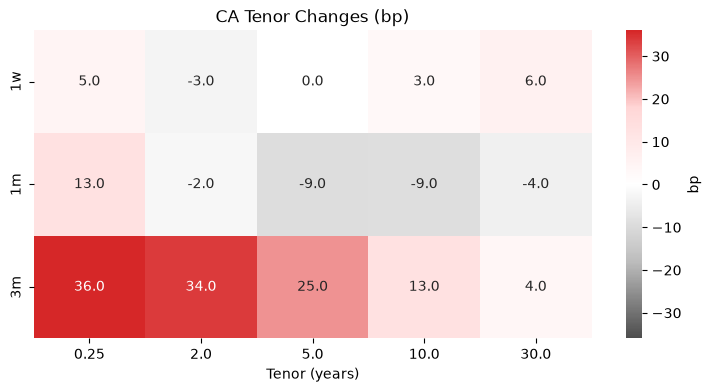 CA Tenor Changes (bp)
1w 5.0 -3.0 0.0 3.0 6.0
1m 13.0 -2.0 -9.0 -9.0 -4.0
3m 36.0 34.0 25.0 13.0 4.0
0.25 2.0 5.0 10.0 30.0
Tenor (years)
30
20
10
0
−10
−20
−30
bp